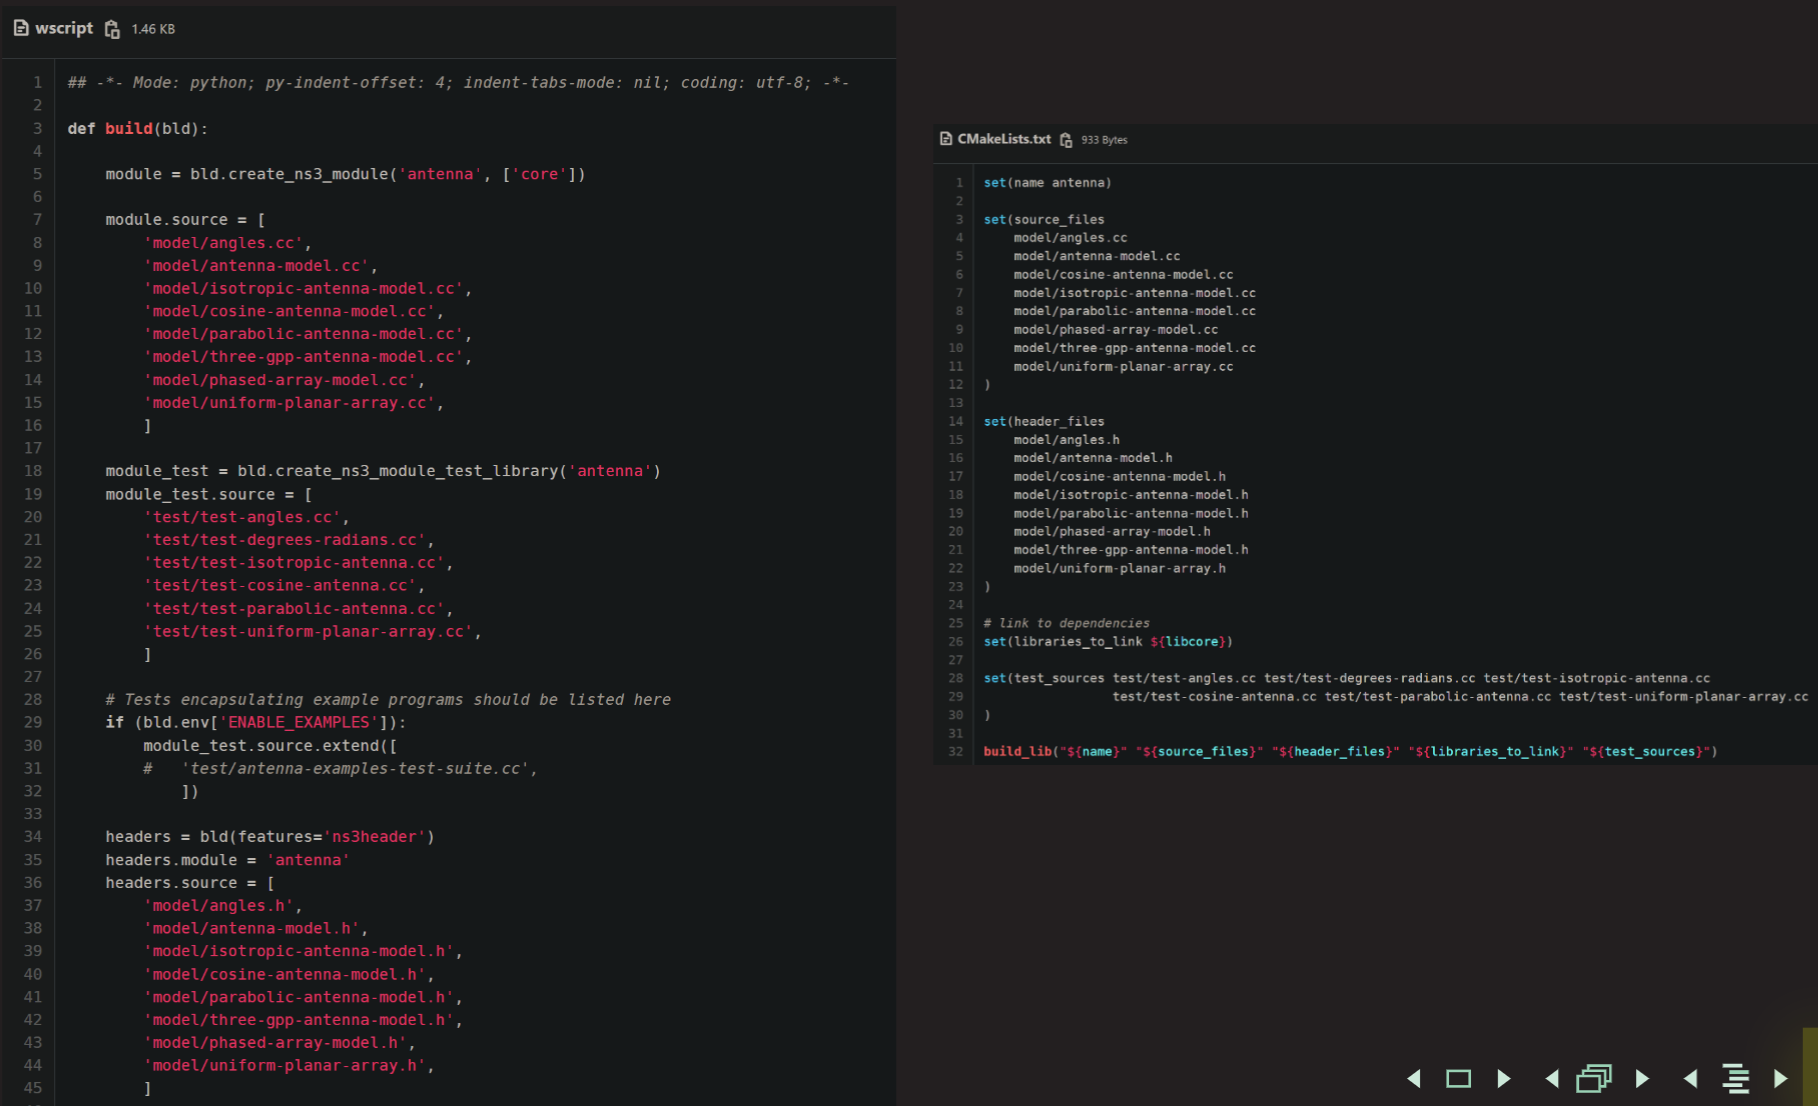 wscript 1.46 KB
1 ## -*- Mode: python; py-indent-offset: 4; indent-tabs-mode: nil; coding: utf-8; -*-
2
3 def build(bld):
4
5     module = bld.create_ns3_module('antenna', ['core'])
6
7     module.source = [
8         'model/angles.cc',
9         'model/antenna-model.cc',
10         'model/isotropic-antenna-model.cc',
11         'model/cosine-antenna-model.cc',
12         'model/parabolic-antenna-model.cc',
13         'model/three-gpp-antenna-model.cc',
14         'model/phased-array-model.cc',
15         'model/uniform-planar-array.cc',
16         ]
17
18     module_test = bld.create_ns3_module_test_library('antenna')
19     module_test.source = [
20         'test/test-angles.cc',
21         'test/test-degrees-radians.cc',
22         'test/test-isotropic-antenna.cc',
23         'test/test-cosine-antenna.cc',
24         'test/test-parabolic-antenna.cc',
25         'test/test-uniform-planar-array.cc',
26         ]
27
28     # Tests encapsulating example programs should be listed here
29     if (bld.env['ENABLE_EXAMPLES']):
30         module_test.source.extend([
31         #   'test/antenna-examples-test-suite.cc',
32             ])
33
34     headers = bld(features='ns3header')
35     headers.module = 'antenna'
36     headers.source = [
37         'model/angles.h',
38         'model/antenna-model.h',
39         'model/isotropic-antenna-model.h',
40         'model/cosine-antenna-model.h',
41         'model/parabolic-antenna-model.h',
42         'model/three-gpp-antenna-model.h',
43         'model/phased-array-model.h',
44         'model/uniform-planar-array.h',
45         ]
CMakeLists.txt 933 Bytes
1 set(name antenna)
2
3 set(source_files
4     model/angles.cc
5     model/antenna-model.cc
6     model/cosine-antenna-model.cc
7     model/isotropic-antenna-model.cc
8     model/parabolic-antenna-model.cc
9     model/phased-array-model.cc
10     model/three-gpp-antenna-model.cc
11     model/uniform-planar-array.cc
12 )
13
14 set(header_files
15     model/angles.h
16     model/antenna-model.h
17     model/cosine-antenna-model.h
18     model/isotropic-antenna-model.h
19     model/parabolic-antenna-model.h
20     model/phased-array-model.h
21     model/three-gpp-antenna-model.h
22     model/uniform-planar-array.h
23 )
24
25 # link to dependencies
26 set(libraries_to_link ${libcore})
27
28 set(test_sources test/test-angles.cc test/test-degrees-radians.cc test/test-isotropic-antenna.cc
29                  test/test-cosine-antenna.cc test/test-parabolic-antenna.cc test/test-uniform-planar-array.cc
30 )
31
32 build_lib("${name}" "${source_files}" "${header_files}" "${libraries_to_link}" "${test_sources}")